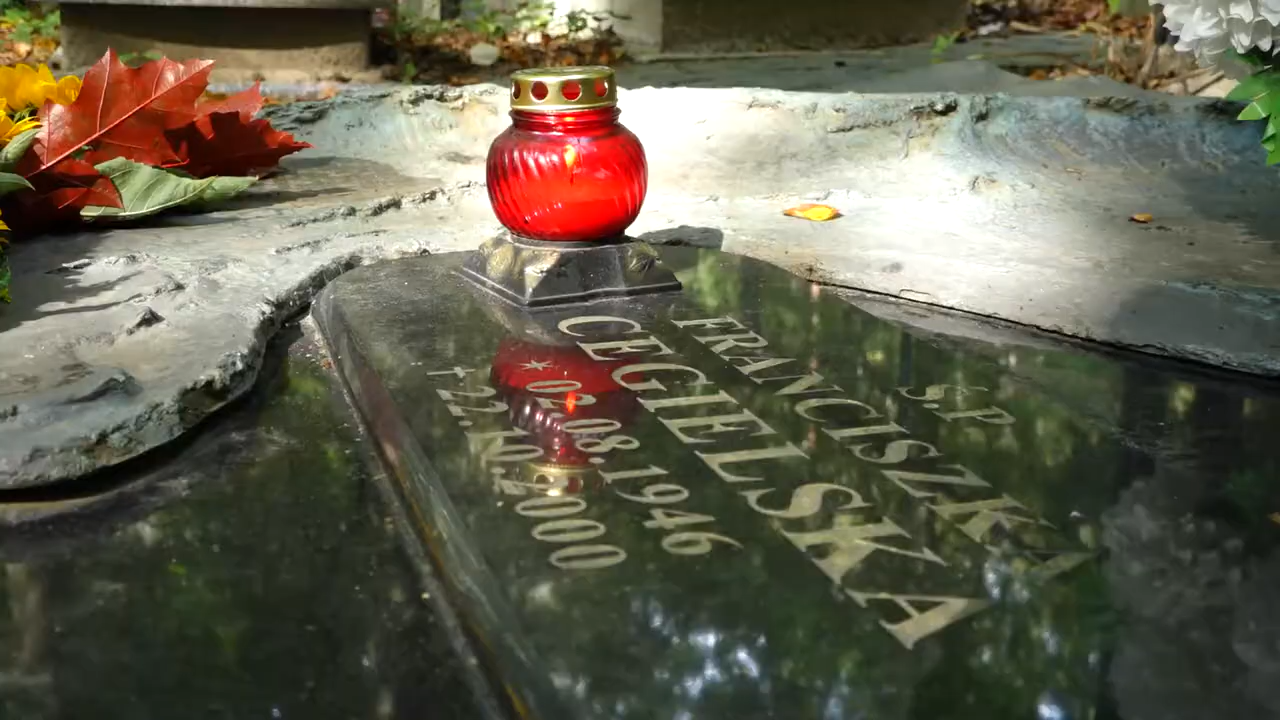 S.P
FRANCISZKA
CEGIELSKA
* 02.08.1946
+ 22.10.2000